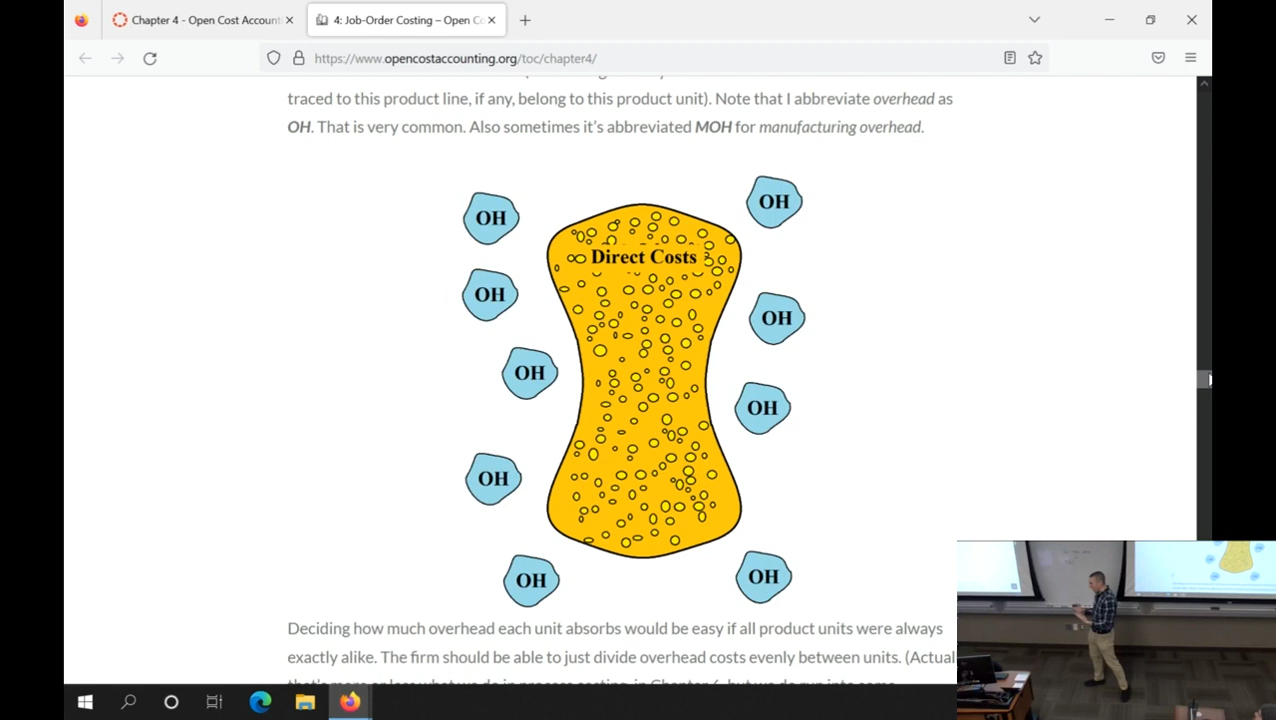 Chapter 4 - Open Cost Account
4: Job-Order Costing – Open C
https://www.opencostaccounting.org/toc/chapter4/
traced to this product line, if any, belong to this product unit). Note that I abbreviate overhead as
OH. That is very common. Also sometimes it's abbreviated MOH for manufacturing overhead.
OH
OH
Direct Costs
OH
OH
OH
OH
OH
OH
OH
Deciding how much overhead each unit absorbs would be easy if all product units were always
exactly alike. The firm should be able to just divide overhead costs evenly between units. (Actual